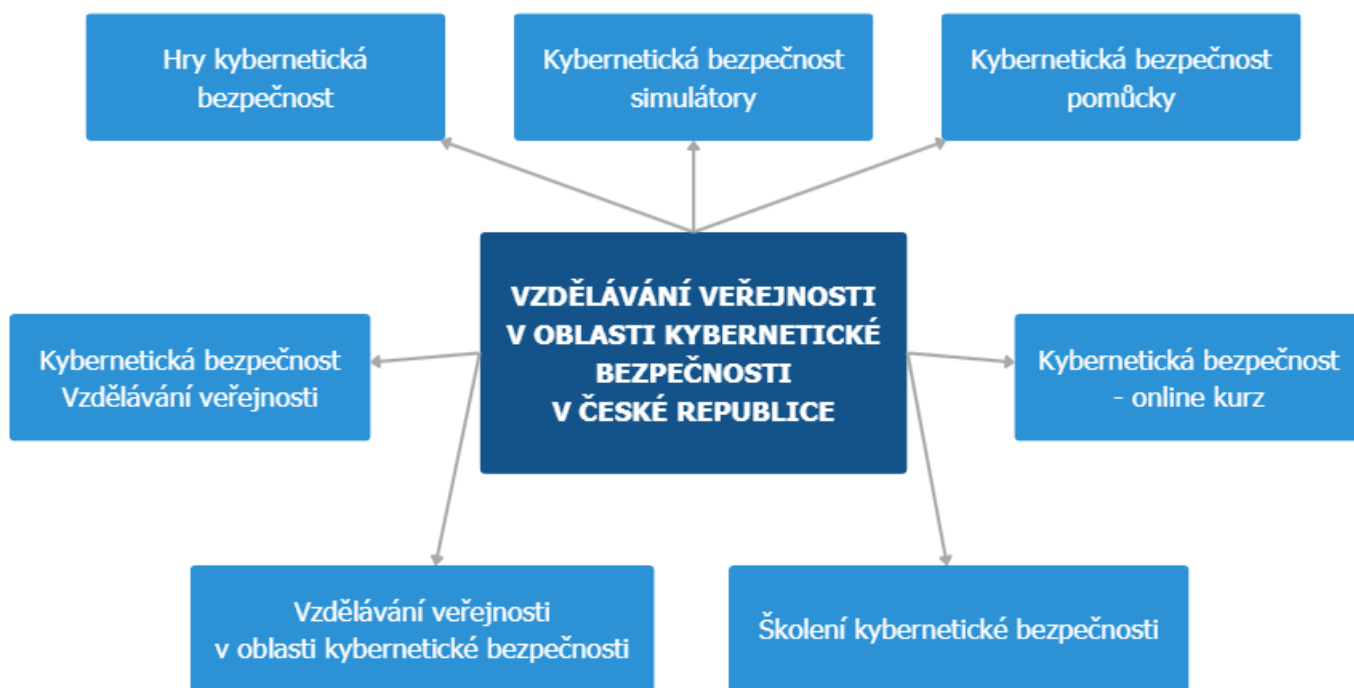 Hry kybernetická
bezpečnost
Kybernetická bezpečnost
simulátory
Kybernetická bezpečnost
pomůcky
VZDĚLÁVÁNÍ VEŘEJNOSTI
V OBLASTI KYBERNETICKÉ
BEZPEČNOSTI
V ČESKÉ REPUBLICE
Kybernetická bezpečnost
Vzdělávání veřejnosti
Kybernetická bezpečnost
- online kurz
Vzdělávání veřejnosti
v oblasti kybernetické bezpečnosti
Školení kybernetické bezpečnosti